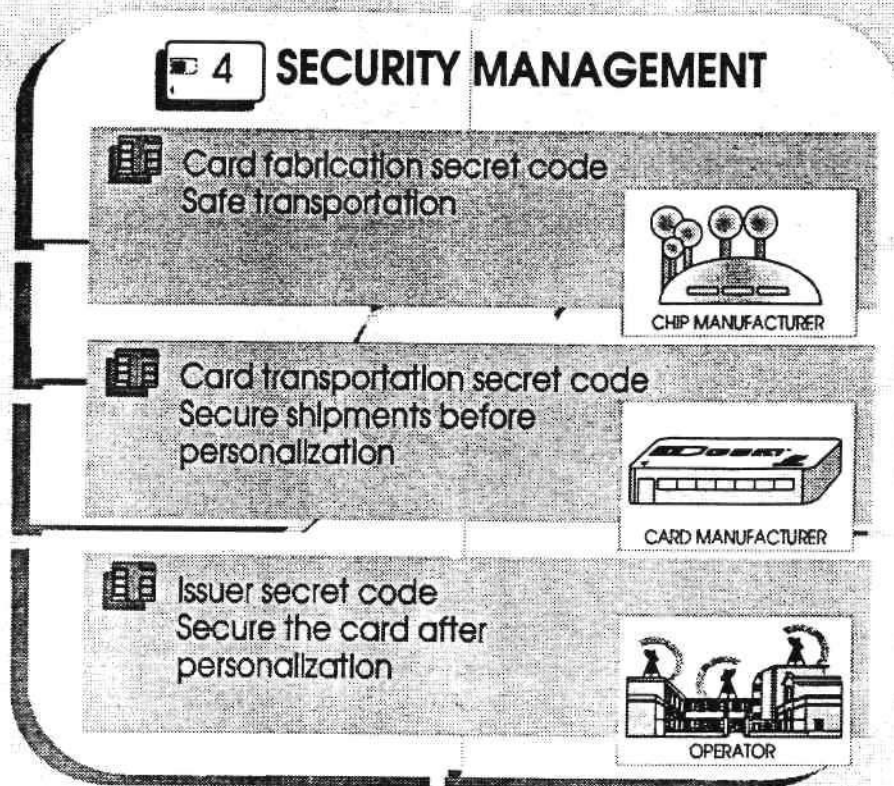 4 SECURITY MANAGEMENT
Card fabrication secret code
Safe transportation
CHIP MANUFACTURER
Card transportation secret code
Secure shipments before
personalization
CARD MANUFACTURER
Issuer secret code
Secure the card after
personalization
OPERATOR